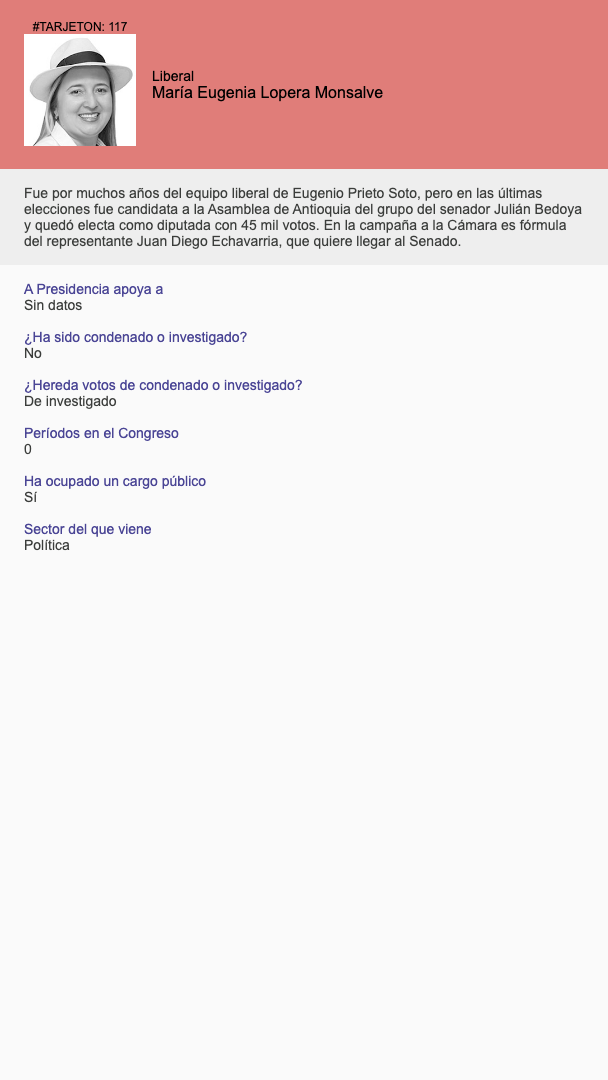 #TARJETON: 117
Liberal
María Eugenia Lopera Monsalve
Fue por muchos años del equipo liberal de Eugenio Prieto Soto, pero en las últimas
elecciones fue candidata a la Asamblea de Antioquia del grupo del senador Julián Bedoya
y quedó electa como diputada con 45 mil votos. En la campaña a la Cámara es fórmula
del representante Juan Diego Echavarria, que quiere llegar al Senado.
A Presidencia apoya a
Sin datos
¿Ha sido condenado o investigado?
No
¿Hereda votos de condenado o investigado?
De investigado
Períodos en el Congreso
0
Ha ocupado un cargo público
Sí
Sector del que viene
Política